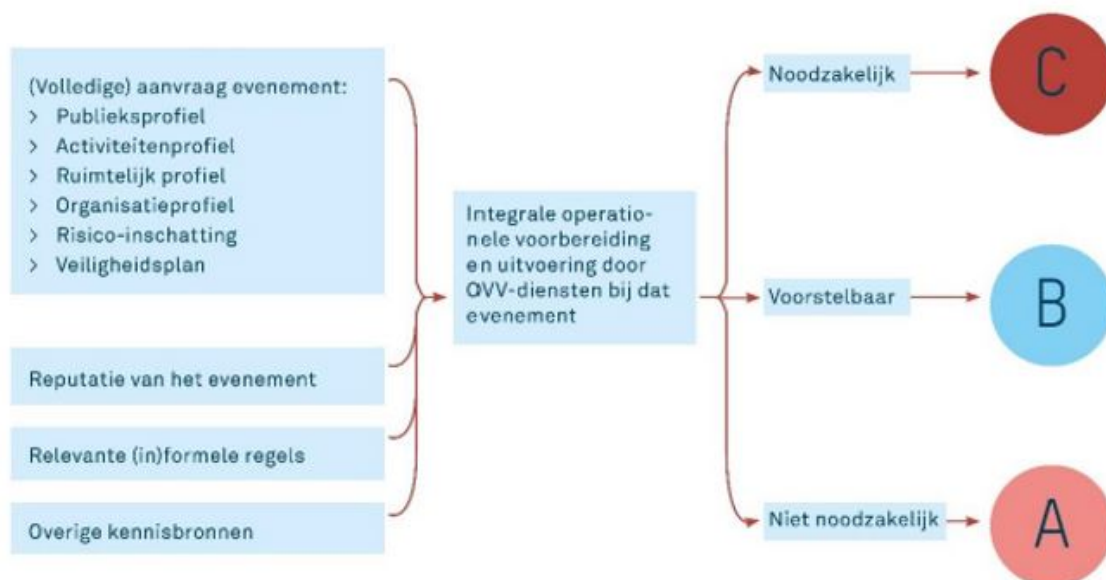 (Volledige) aanvraag evenement:
> Publieksprofiel
> Activiteitenprofiel
> Ruimtelijk profiel
> Organisatieprofiel
> Risico-inschatting
> Veiligheidsplan
Reputatie van het evenement
Relevante (in)formele regels
Overige kennisbronnen
Integrale operatio-
nele voorbereiding
en uitvoering door
OVV-diensten bij dat
evenement
Noodzakelijk
C
Voorstelbaar
B
Niet noodzakelijk
A